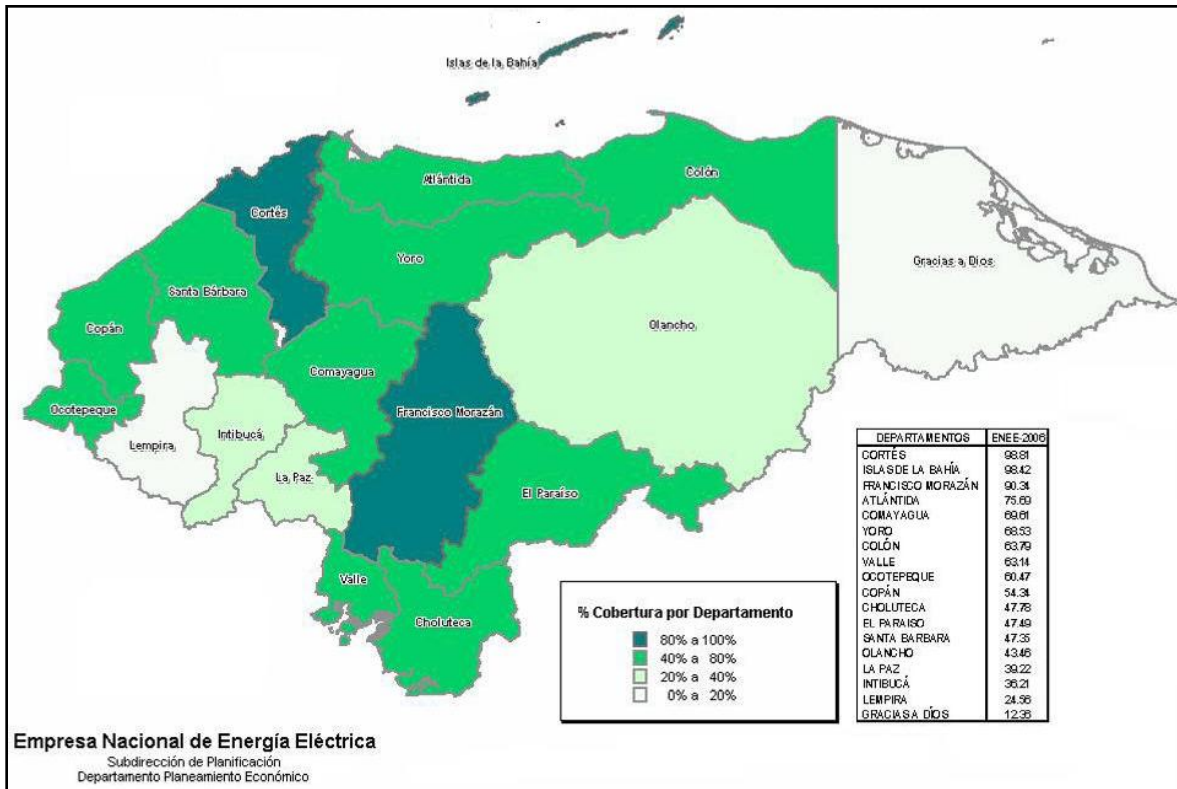 Islas de la Bahía
Atlántida
Colón
Cortés
Yoro
Gracias a Dios
Santa Bárbara
Copán
Olancho
Comayagua
Ocotepeque
Francisco Morazán
Lempira
Intibucá
La Paz
El Paraíso
Valle
Choluteca
DEPARTAMENTOS ENEE-2006
CORTÉS 98.81
ISLAS DE LA BAHÍA 98.42
FRANCISCO MORAZÁN 90.34
ATLÁNTIDA 75.69
COMAYAGUA 69.61
YORO 68.53
COLÓN 63.79
VALLE 63.14
OCOTEPEQUE 60.47
COPÁN 54.34
CHOLUTECA 47.78
EL PARAISO 47.49
SANTA BARBARA 47.35
OLANCHO 43.46
LA PAZ 39.22
INTIBUCÁ 36.21
LEMPIRA 24.56
GRACIAS A DÍOS 12.36
% Cobertura por Departamento
80% a 100%
40% a 80%
20% a 40%
0% a 20%
Empresa Nacional de Energía Eléctrica
Subdirección de Planificación
Departamento Planeamiento Económico